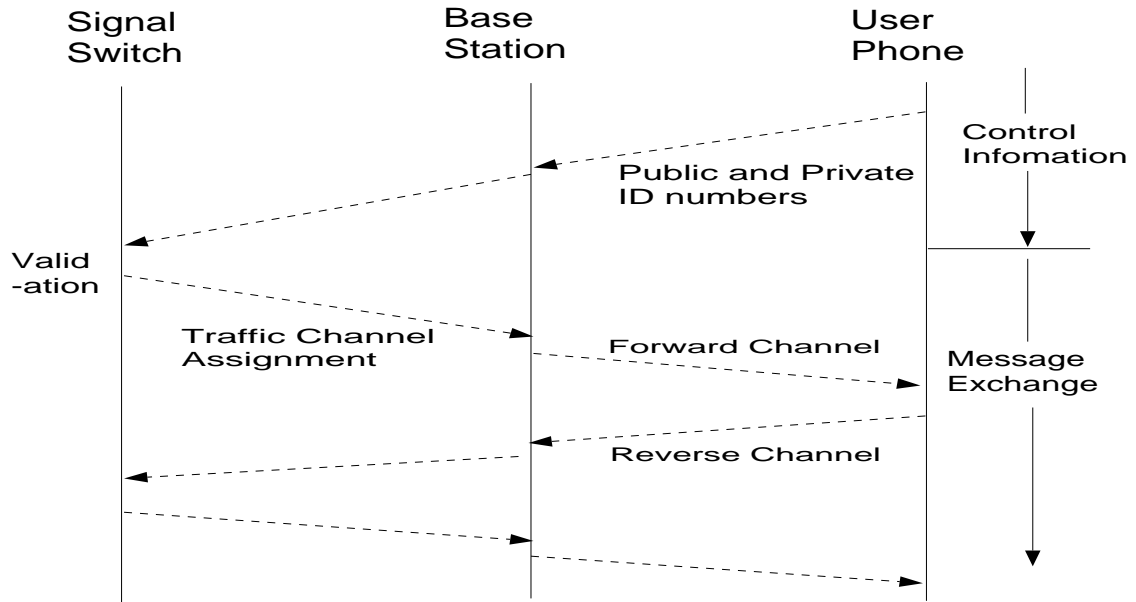 Signal
Switch
Base
Station
User
Phone
Control
Infomation
Public and Private
ID numbers
Valid
-ation
Traffic Channel
Assignment
Forward Channel
Message
Exchange
Reverse Channel